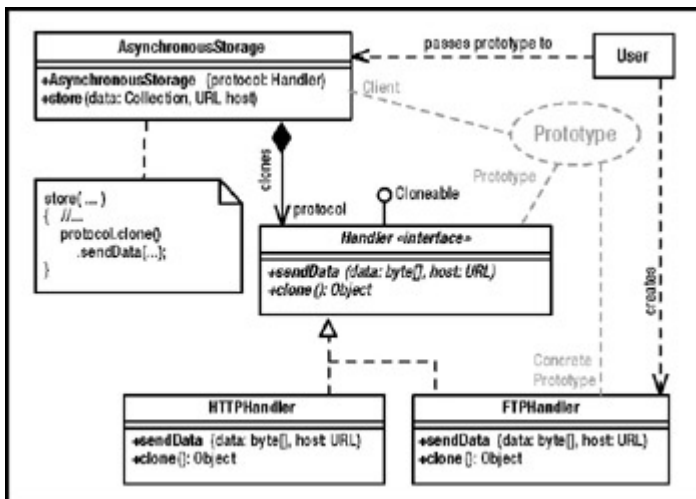 AsynchronousStorage
+AsynchronousStorage (protocol: Handler)
+store(data: Collection, URL host)
passes prototype to
User
Client
Prototype
Prototype
clones
protocol
Cloneable
store( .... )
{ //....
protocol.clone()
.sendData(...);
}
Handler «interface»
+sendData (data: byte[], host: URL)
+clone (): Object
creates
Concrete
Prototype
HTTPHandler
+sendData (data: byte[], host: URL)
+clone (): Object
FTPHandler
+sendData (data: byte[], host: URL)
+clone (): Object